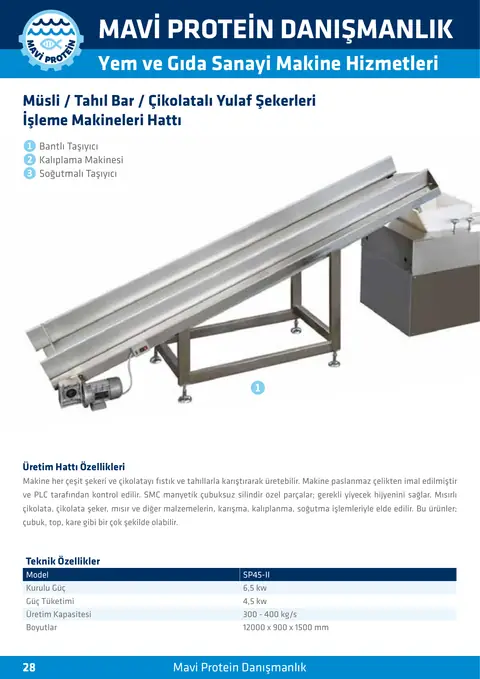 MAVİ PROTEİN
MAVİ PROTEİN DANIŞMANLIK
Yem ve Gıda Sanayi Makine Hizmetleri
Müsli / Tahıl Bar / Çikolatalı Yulaf Şekerleri
İşleme Makineleri Hattı
1 Bantlı Taşıyıcı
2 Kalıplama Makinesi
3 Soğutmalı Taşıyıcı
1
Üretim Hattı Özellikleri
Makine her çeşit şekeri ve çikolatayı fıstık ve tahıllarla karıştırarak üretebilir. Makine paslanmaz çelikten imal edilmiştir
ve PLC tarafından kontrol edilir. SMC manyetik çubuksuz silindir özel parçalar; gerekli yiyecek hijyenini sağlar. Mısırlı
çikolata, çikolata şeker, mısır ve diğer malzemelerin, karışma, kalıplanma, soğutma işlemleriyle elde edilir. Bu ürünler;
çubuk, top, kare gibi bir çok şekilde olabilir.
Teknik Özellikler
Model SP45-II
Kurulu Güç 6,5 kw
Güç Tüketimi 4,5 kw
Üretim Kapasitesi 300 - 400 kg/s
Boyutlar 12000 x 900 x 1500 mm
28 Mavi Protein Danışmanlık